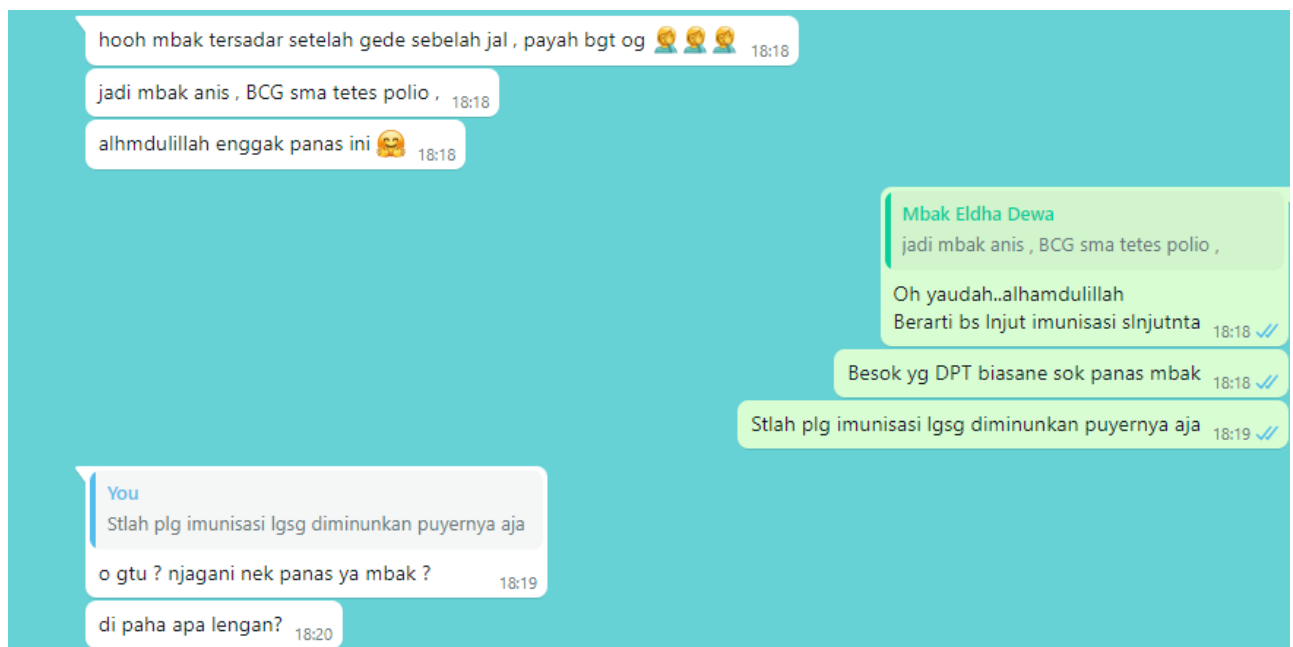 hooh mbak tersadar setelah gede sebelah jal , payah bgt og 🤦 🤦 🤦 18:18
jadi mbak anis , BCG sma tetes polio , 18:18
alhmdulillah enggak panas ini 🤗 18:18
Mbak Eldha Dewa
jadi mbak anis , BCG sma tetes polio ,
Oh yaudah..alhamdulillah
Berarti bs lnjut imunisasi slnjutnta 18:18
Besok yg DPT biasane sok panas mbak 18:18
Stlah plg imunisasi lgsg diminunkan puyernya aja 18:19
You
Stlah plg imunisasi lgsg diminunkan puyernya aja
o gtu ? njagani nek panas ya mbak ? 18:19
di paha apa lengan? 18:20